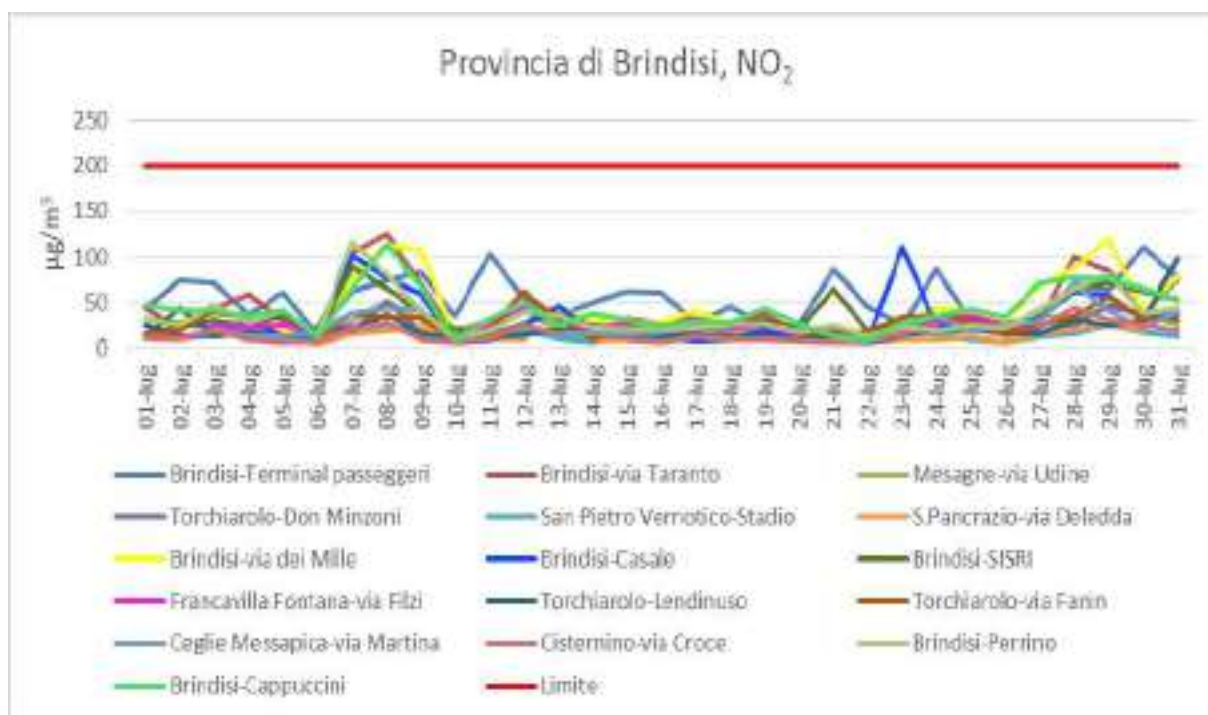 Provincia di Brindisi, NO₂
250
200
150
100
50
0
µg/m³
01-lug 02-lug 03-lug 04-lug 05-lug 06-lug 07-lug 08-lug 09-lug 10-lug 11-lug 12-lug 13-lug 14-lug 15-lug 16-lug 17-lug 18-lug 19-lug 20-lug 21-lug 22-lug 23-lug 24-lug 25-lug 26-lug 27-lug 28-lug 29-lug 30-lug 31-lug
Brindisi-Terminal passeggeri Brindisi-via Taranto Mesagne-via Udine
Torchiarolo-Don Minzoni San Pietro Vernotico-Stadio S.Pancrazio-via Deledda
Brindisi-via dei Mille Brindisi-Casale Brindisi-SISRI
Francavilla Fontana-via Filzi Torchiarolo-Lendinuso Torchiarolo-via Fanin
Ceglie Messapica-via Martina Cisternino-via Croce Brindisi-Perrino
Brindisi-Cappuccini Limite